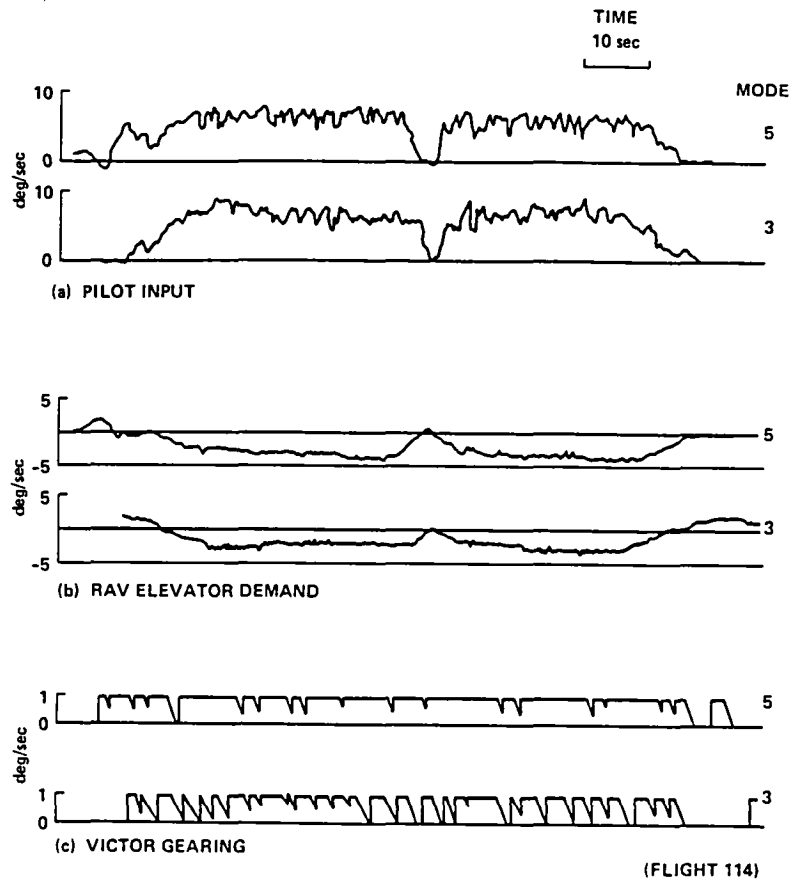 TIME
10 sec
MODE
10
0
5
deg/sec
10
0
3
(a) PILOT INPUT
5
-5
5
deg/sec
5
-5
3
(b) RAV ELEVATOR DEMAND
1
0
5
deg/sec
1
0
3
(c) VICTOR GEARING
(FLIGHT 114)